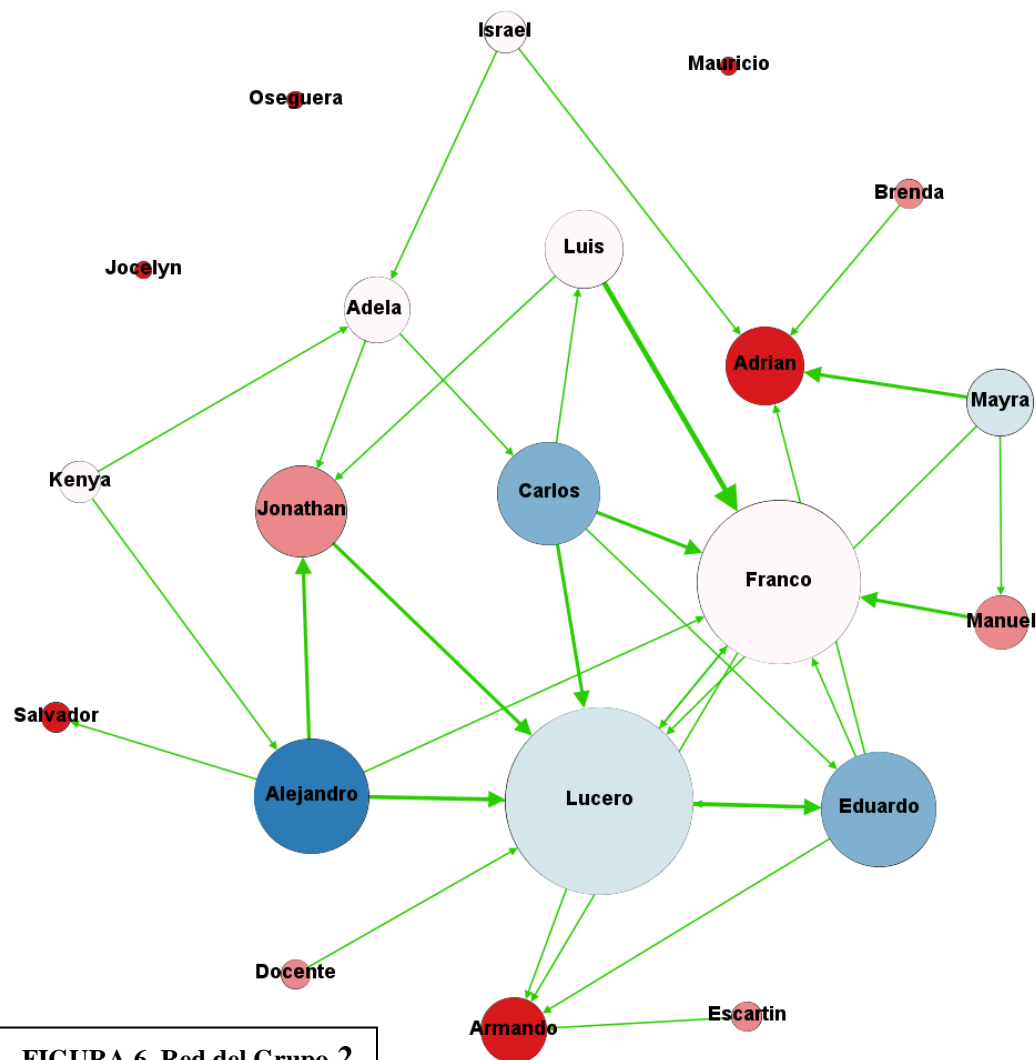 Israel
Mauricio
Oseguera
Brenda
Luis
Jocelyn
Adela
Adrian
Mayra
Kenya
Carlos
Jonathan
Franco
Manuel
Salvador
Alejandro
Lucero
Eduardo
Docente
Escartin
Armando
FIGURA 6. Red del Grupo 2